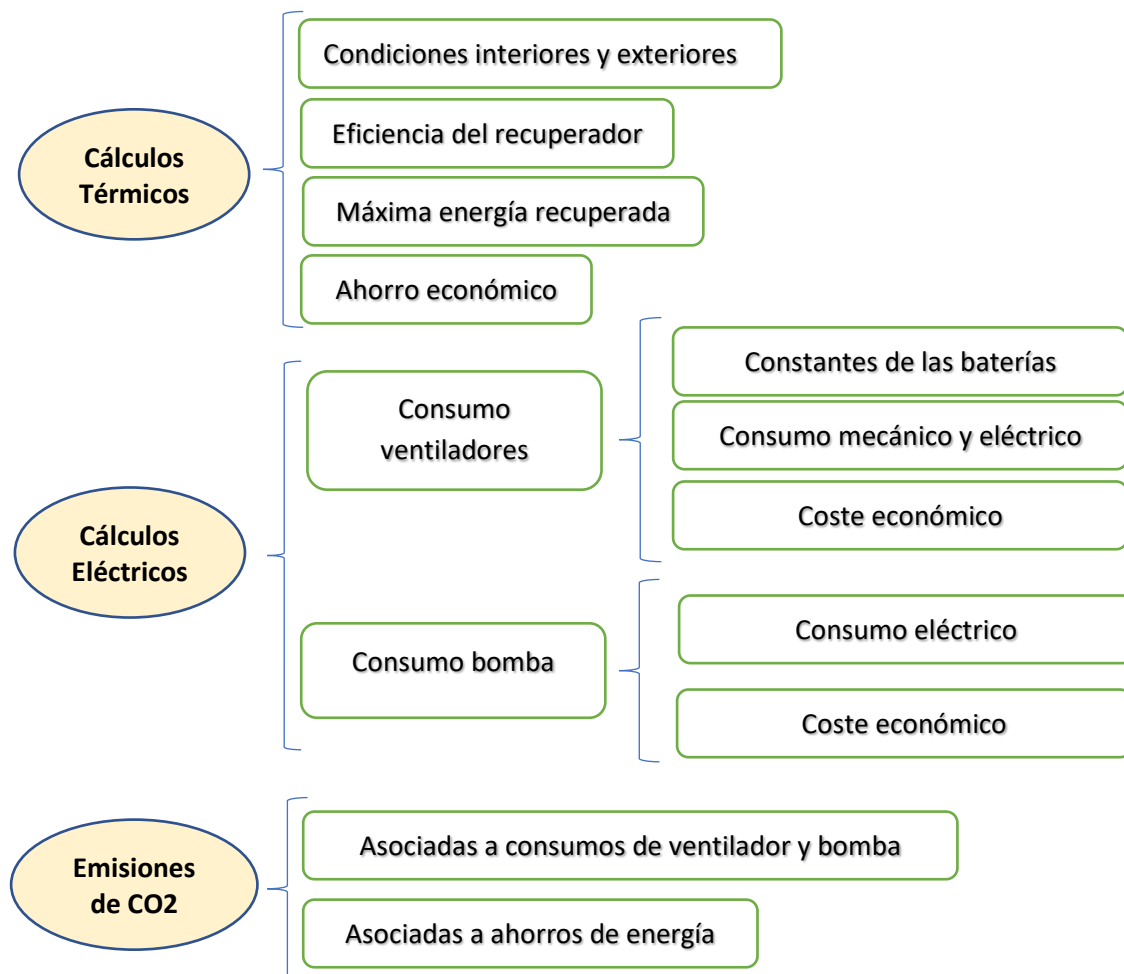 Cálculos
Térmicos
Condiciones interiores y exteriores
Eficiencia del recuperador
Máxima energía recuperada
Ahorro económico
Cálculos
Eléctricos
Consumo
ventiladores
Constantes de las baterías
Consumo mecánico y eléctrico
Coste económico
Consumo bomba
Consumo eléctrico
Coste económico
Emisiones
de CO2
Asociadas a consumos de ventilador y bomba
Asociadas a ahorros de energía